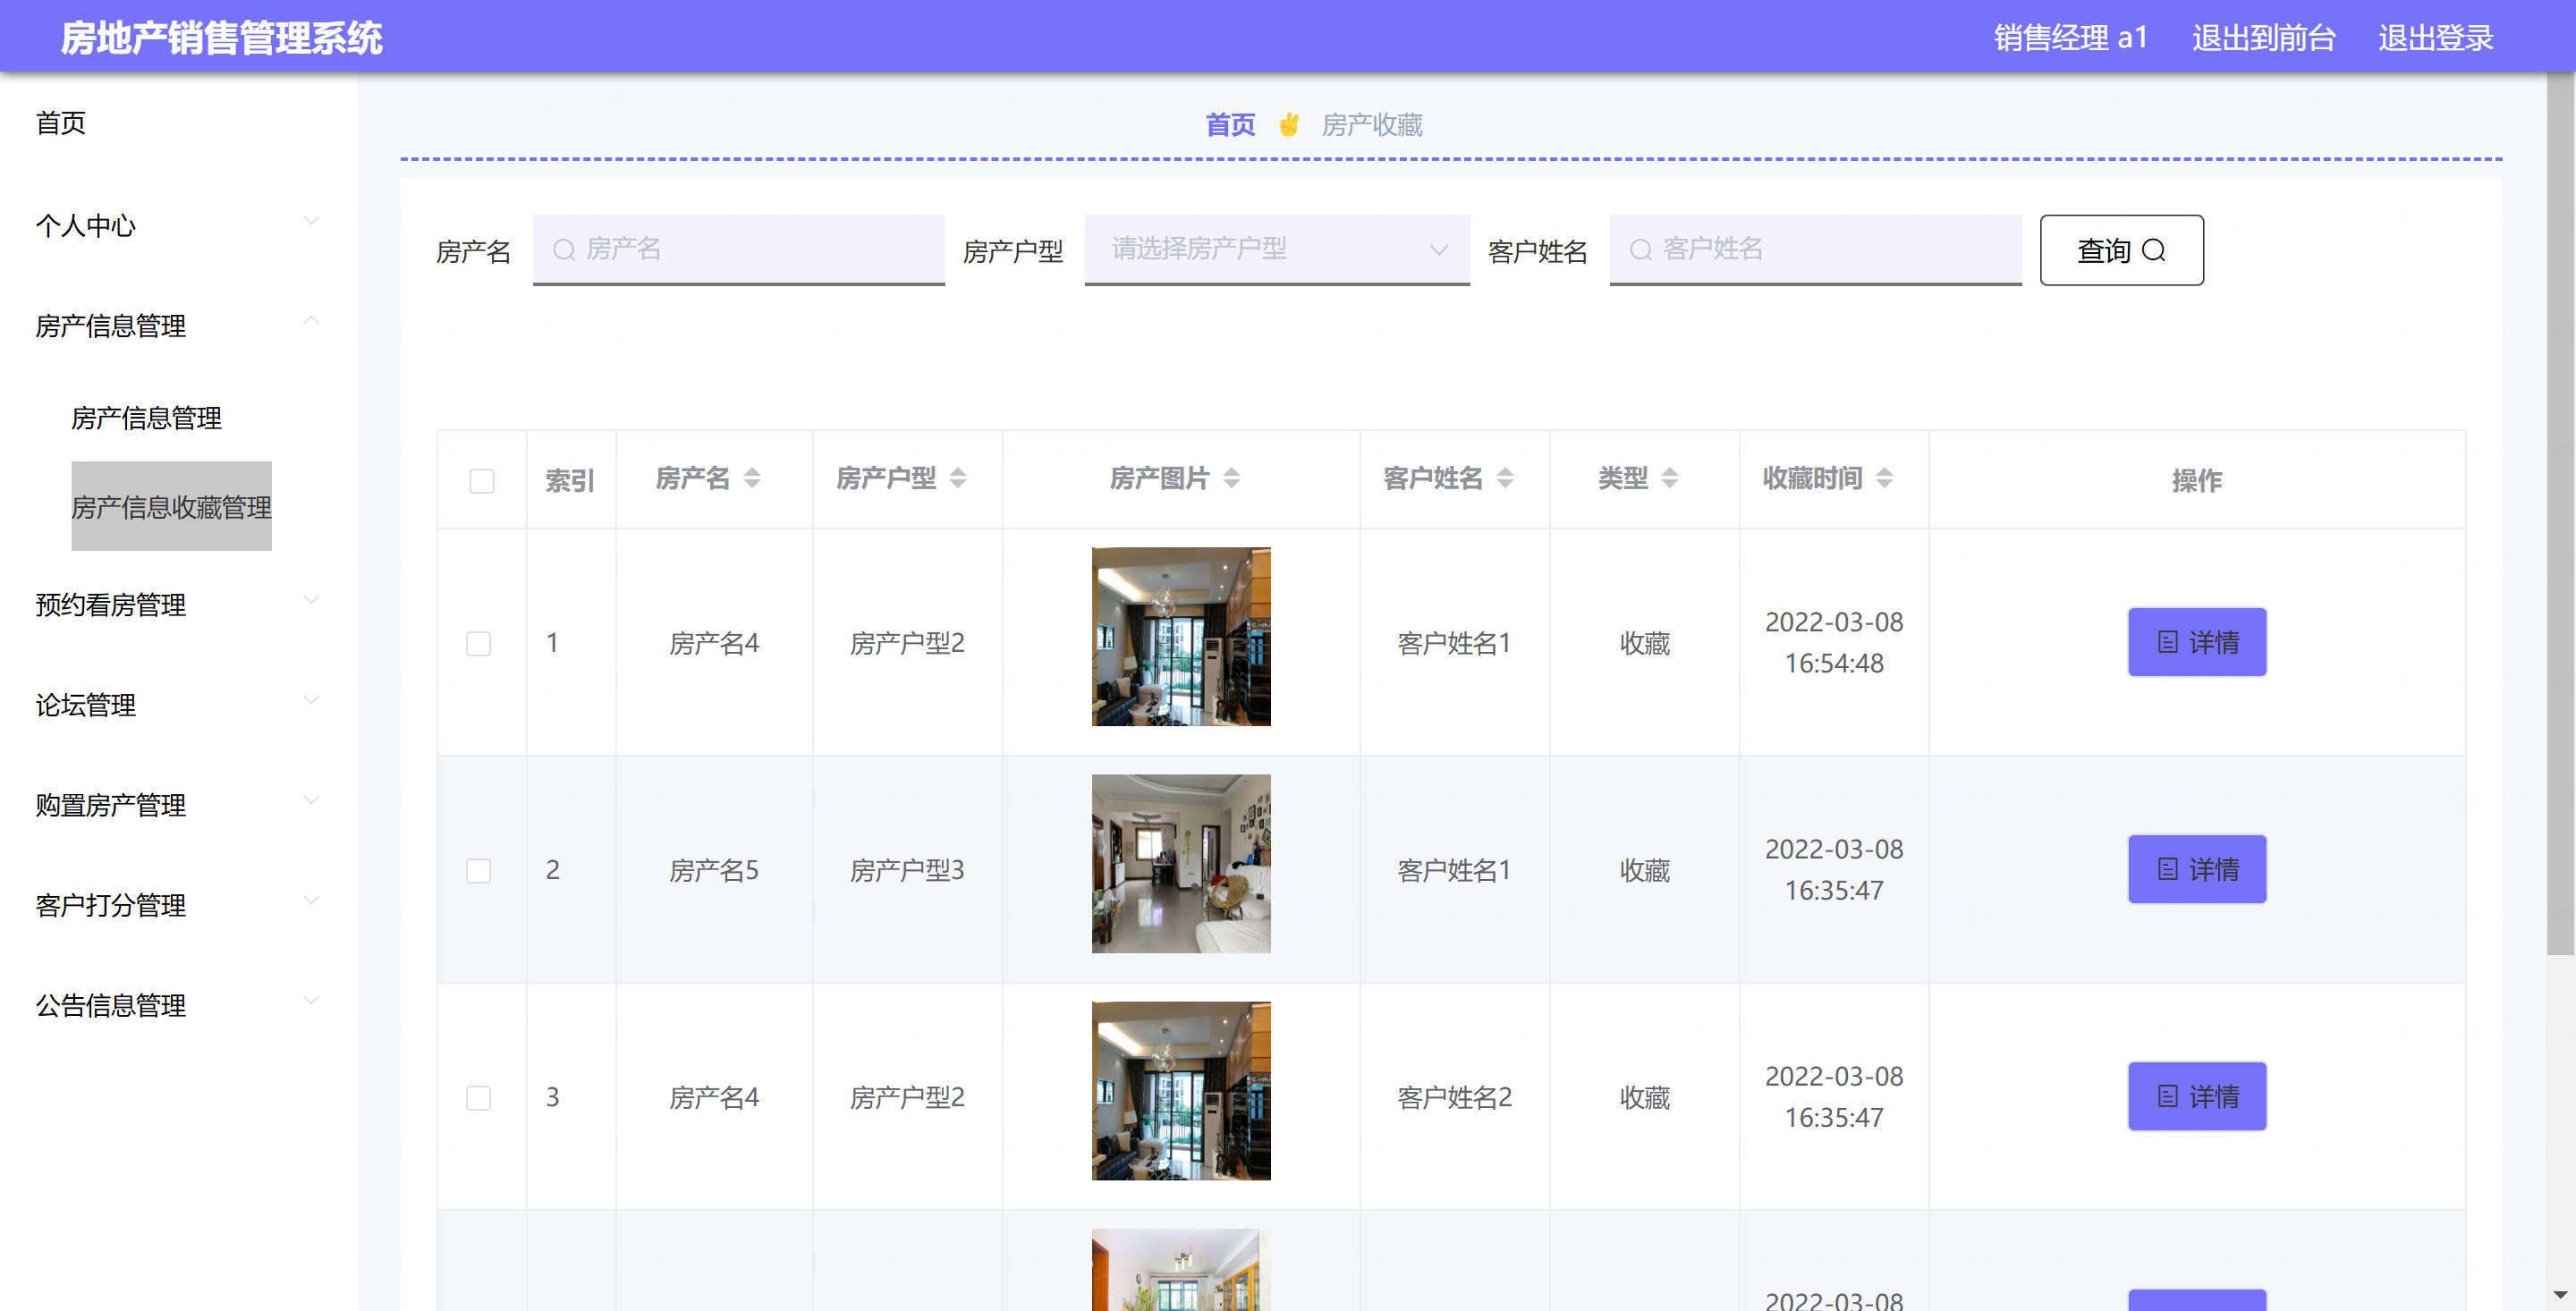 房地产销售管理系统
销售经理 a1
退出到前台
退出登录
首页
个人中心
房产信息管理
房产信息管理
房产信息收藏管理
预约看房管理
论坛管理
购置房产管理
客户打分管理
公告信息管理
首页 ✌ 房产收藏
房产名 房产名 房产户型 请选择房产户型 客户姓名 客户姓名 查询
索引 房产名 房产户型 房产图片 客户姓名 类型 收藏时间 操作
1 房产名4 房产户型2 客户姓名1 收藏 2022-03-08 16:54:48 详情
2 房产名5 房产户型3 客户姓名1 收藏 2022-03-08 16:35:47 详情
3 房产名4 房产户型2 客户姓名2 收藏 2022-03-08 16:35:47 详情
2022-03-08